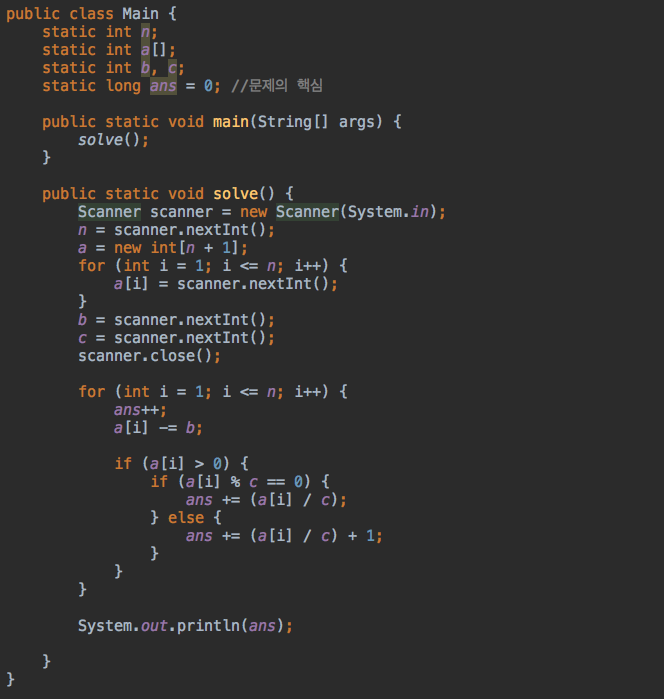 public class Main {
    static int n;
    static int a[];
    static int b, c;
    static long ans = 0; //문제의 핵심

    public static void main(String[] args) {
        solve();
    }

    public static void solve() {
        Scanner scanner = new Scanner(System.in);
        n = scanner.nextInt();
        a = new int[n + 1];
        for (int i = 1; i <= n; i++) {
            a[i] = scanner.nextInt();
        }
        b = scanner.nextInt();
        c = scanner.nextInt();
        scanner.close();

        for (int i = 1; i <= n; i++) {
            ans++;
            a[i] -= b;

            if (a[i] > 0) {
                if (a[i] % c == 0) {
                    ans += (a[i] / c);
                } else {
                    ans += (a[i] / c) + 1;
                }
            }
        }

        System.out.println(ans);

    }
}